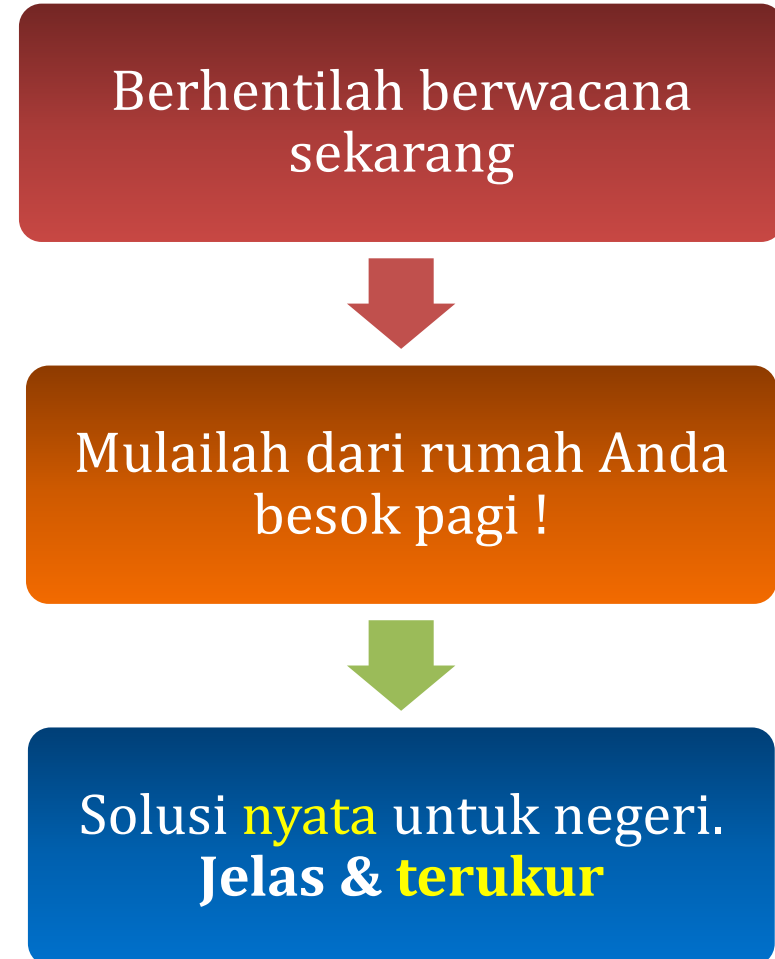 Berhentilah berwacana
sekarang
Mulailah dari rumah Anda
besok pagi !
Solusi nyata untuk negeri.
Jelas & terukur